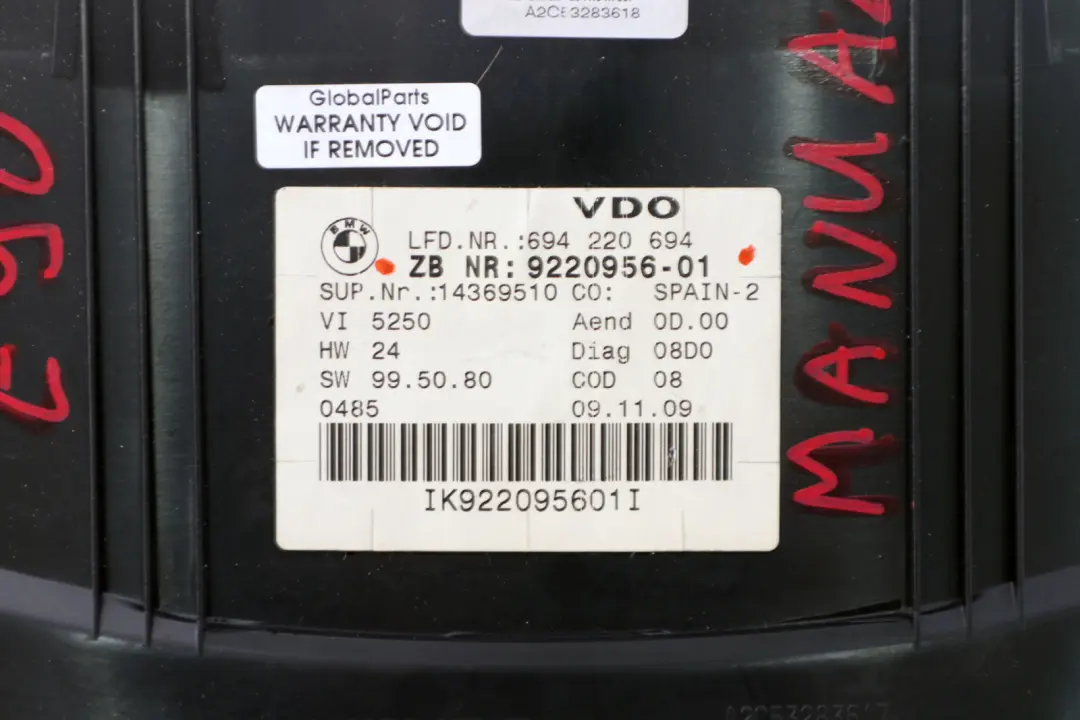 A2C53283618
GlobalParts
WARRANTY VOID
IF REMOVED
VDO
BMW
LFD.NR.:694 220 694
ZB NR: 9220956-01
SUP.Nr.:14369510 CO: SPAIN-2
VI 5250 Aend 0D.00
HW 24 Diag 08D0
SW 99.50.80 COD 08
0485 09.11.09
IK922095601I
E90